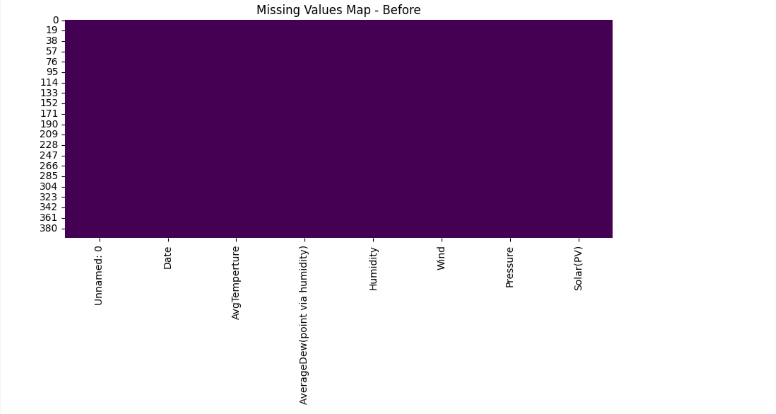 Missing Values Map - Before
0
19
38
57
76
95
114
133
152
171
190
209
228
247
266
285
304
323
342
361
380
Unnamed: 0
Date
AvgTemperture
AverageDew(point via humidity)
Humidity
Wind
Pressure
Solar(PV)